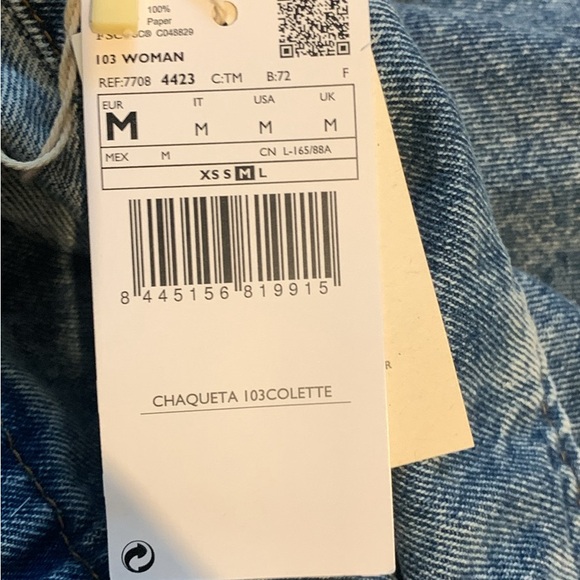 100%
Paper
FSC® C048829
103 WOMAN
REF:7708 4423 C:TM B:72 F
EUR IT USA UK
M M M M
MEX M CN L-165/88A
XS S M L
8 445156 819915
R
CHAQUETA 103COLETTE